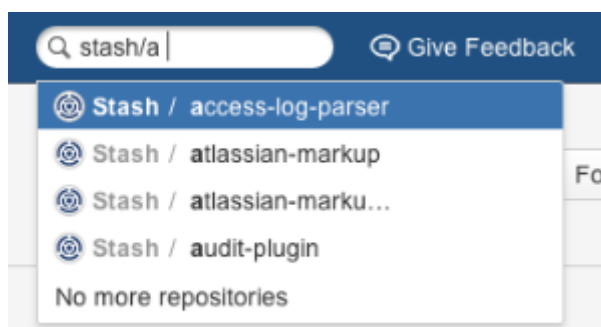 stash/a
Give Feedback
Stash / access-log-parser
Stash / atlassian-markup
Fo
Stash / atlassian-marku...
Stash / audit-plugin
No more repositories